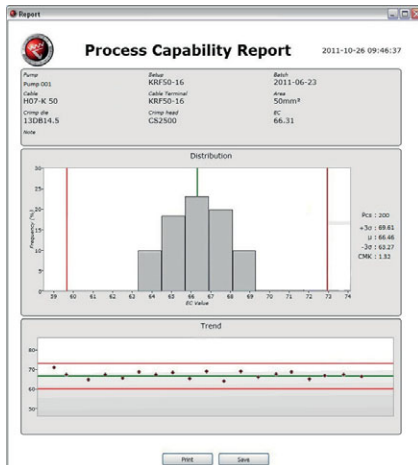 Report
Process Capability Report
2011-10-26 09:46:37
Pump Setup Batch
Pump 001 KRF50-16 2011-06-23
Cable Cable Terminal Area
H07-K 50 KRF50-16 50mm²
Crimp die Crimp head EC
13DB14.5 CS2500 66.31
Note
Distribution
Frequency (%)
30
25
20
15
10
5
0
59 60 61 62 63 64 65 66 67 68 69 70 71 72 73 74
EC Value
Pcs : 200
+3σ : 69.61
μ : 66.46
-3σ : 63.27
CMK : 1.92
Trend
80
70
60
50
Print Save